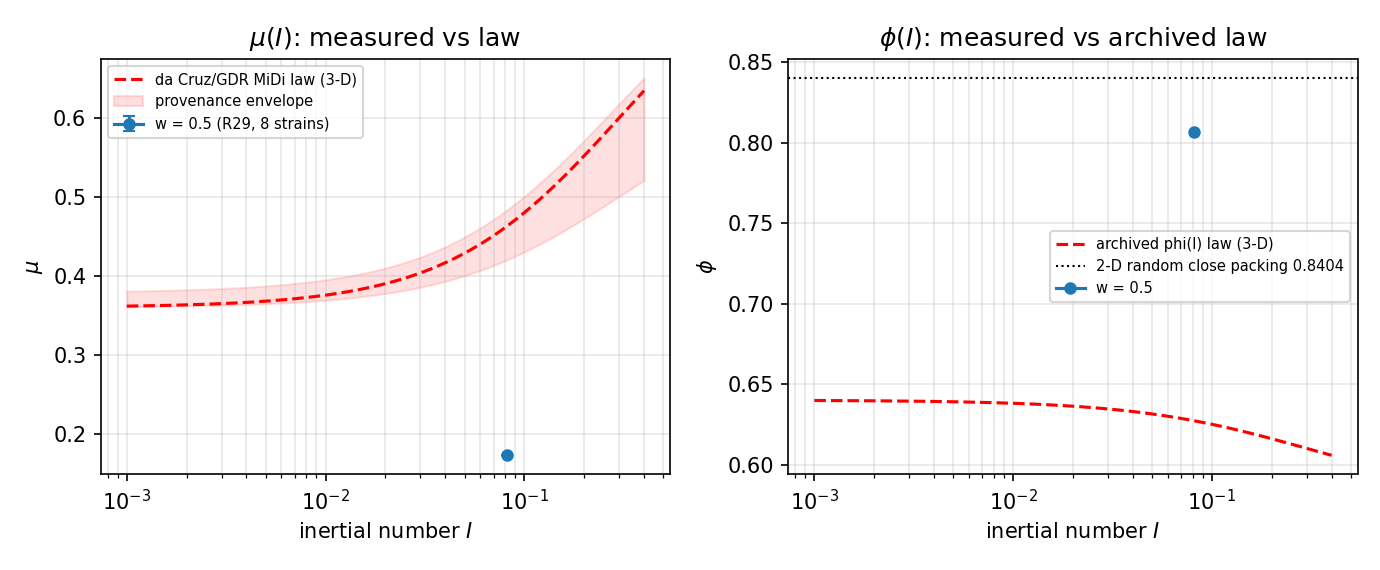 μ(I): measured vs law
da Cruz/GDR MiDi law (3-D)
provenance envelope
w = 0.5 (R29, 8 strains)
0.6
0.5
0.4
0.3
0.2
μ
10⁻³
10⁻²
10⁻¹
inertial number I
ϕ(I): measured vs archived law
archived phi(I) law (3-D)
2-D random close packing 0.8404
w = 0.5
0.85
0.80
0.75
0.70
0.65
0.60
ϕ
10⁻³
10⁻²
10⁻¹
inertial number I